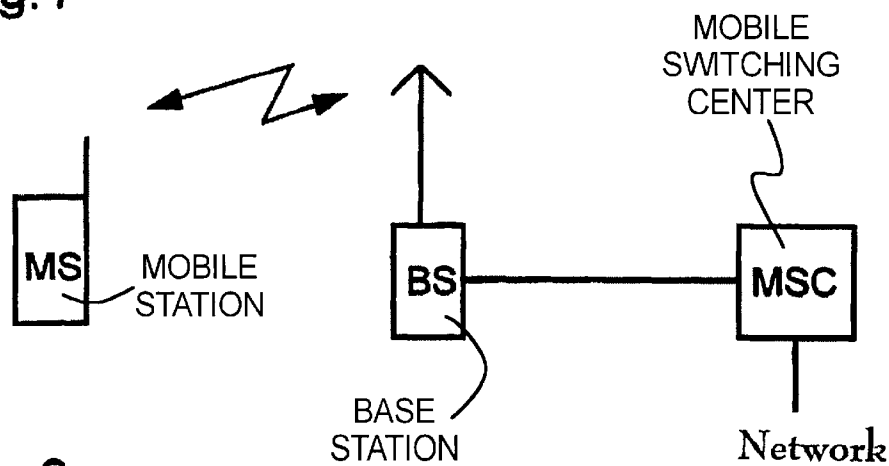 MOBILE
SWITCHING
CENTER
MS
MOBILE
STATION
BS
MSC
BASE
STATION
Network